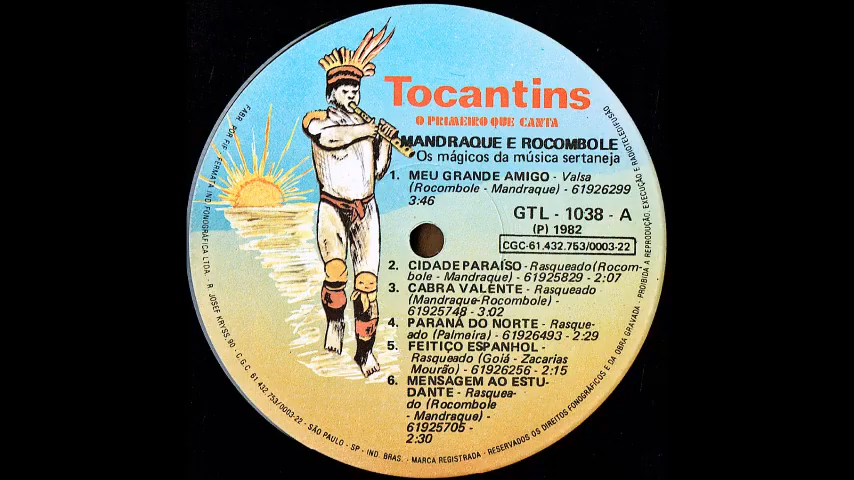 Tocantins
O PRIMEIRO QUE CANTA
MANDRAQUE E ROCOMBOLE
Os mágicos da música sertaneja
1. MEU GRANDE AMIGO - Valsa
(Rocombole - Mandraque) - 61926299
3:46
GTL - 1038 - A
(P) 1982
CGC-61.432.753/0003-22
2. CIDADE PARAÍSO - Rasqueado (Rocom-
bole - Mandraque) - 61925829 - 2:07
3. CABRA VALENTE - Rasqueado
(Mandraque-Rocombole) -
61925748 - 3:02
4. PARANÁ DO NORTE - Rasque-
ado (Palmeira) - 61926493 - 2:29
5. FEITIÇO ESPANHOL -
Rasqueado (Goiá - Zacarias
Mourão) - 61926256 - 2:15
6. MENSAGEM AO ESTU-
DANTE - Rasquea-
do (Rocombole
- Mandraque) -
61925705 -
2:30
FABR. POR FIF FERMATA IND. FONOGRÁFICA LTDA. - R. JOSEF KRYSS, 90 - C.G.C. 61.432.753/0003-22 - SÃO PAULO - SP - IND. BRAS. - MARCA REGISTRADA - RESERVADOS OS DIREITOS FONOGRÁFICOS E DA OBRA GRAVADA - PROIBIDA A REPRODUÇÃO, EXECUÇÃO E RADIOTELEDIFUSÃO